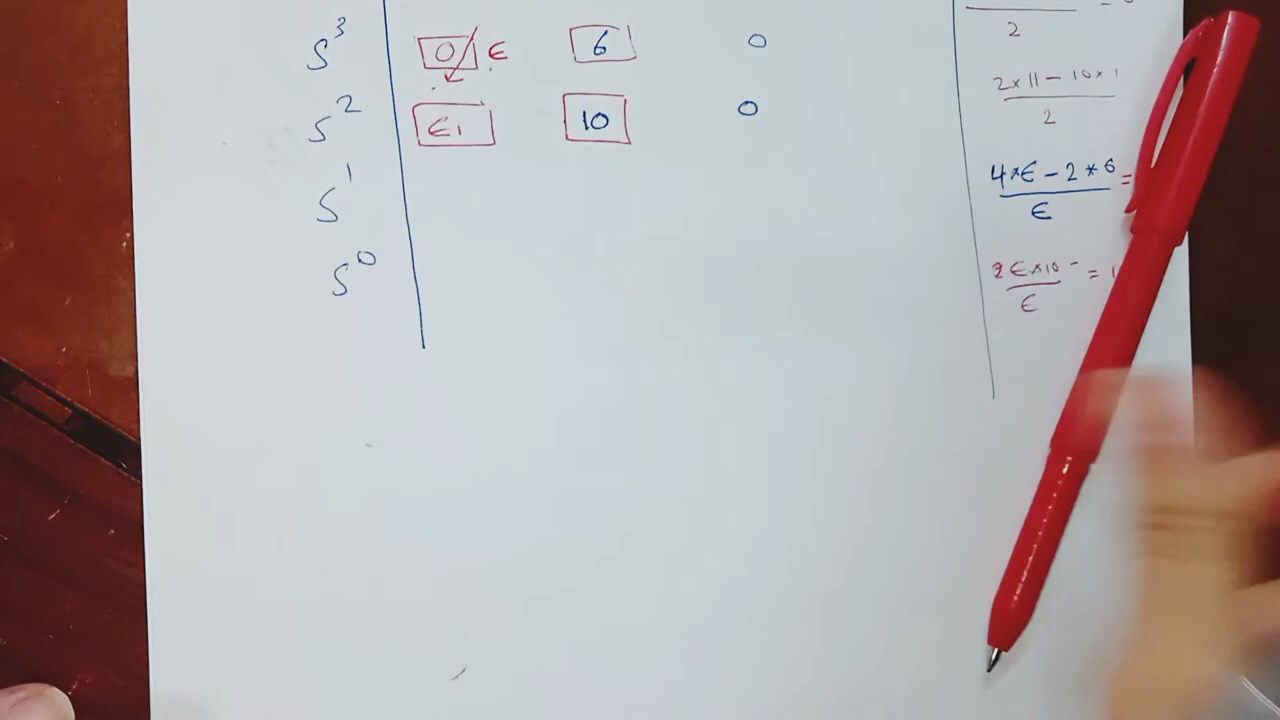 S³ 0 ϵ 6 0
S² ϵ₁ 10 0
S¹
S⁰
2
2×11 - 10×1
2
4×ϵ - 2*6 =
ϵ
2ϵ×10 - = 1
ϵ